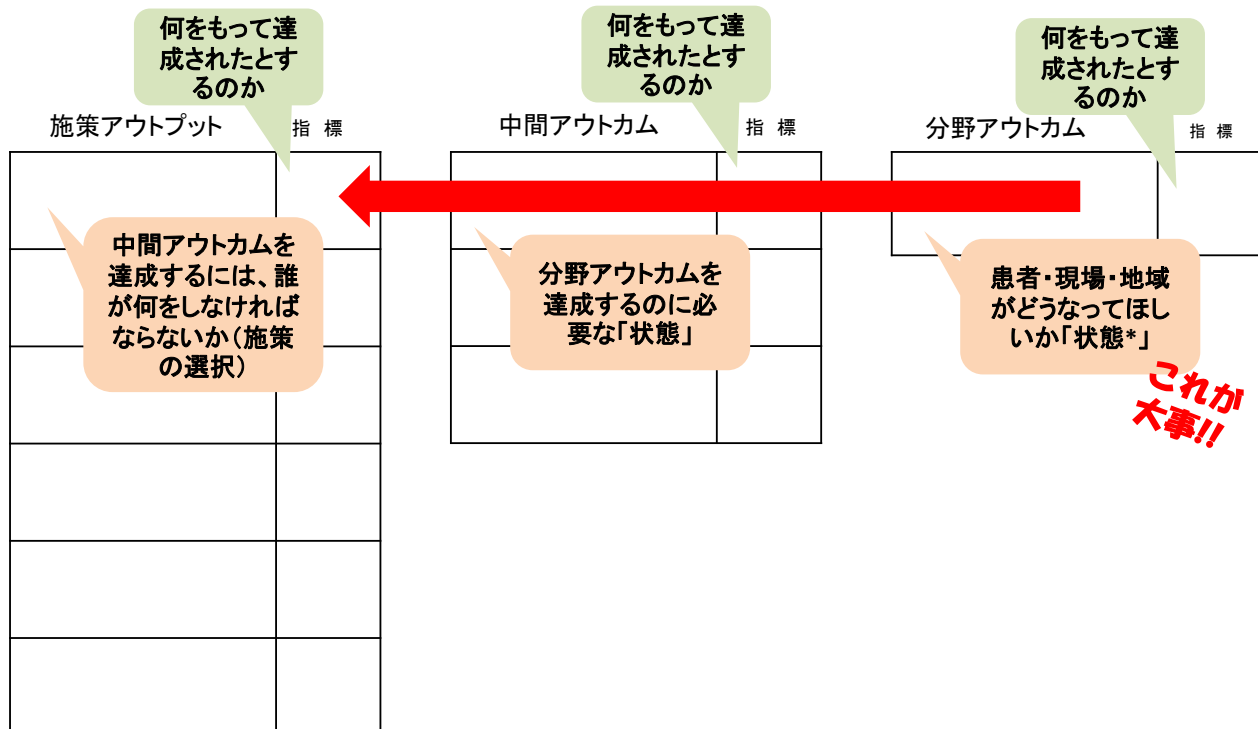 何をもって達
成されたとす
るのか
何をもって達
成されたとす
るのか
何をもって達
成されたとす
るのか
施策アウトプット
指 標
中間アウトカム
指 標
分野アウトカム
指 標
中間アウトカムを
達成するには、誰
が何をしなければ
ならないか(施策
の選択)
分野アウトカムを
達成するのに必
要な「状態」
患者・現場・地域
がどうなってほし
いか「状態*」
これが
大事!!